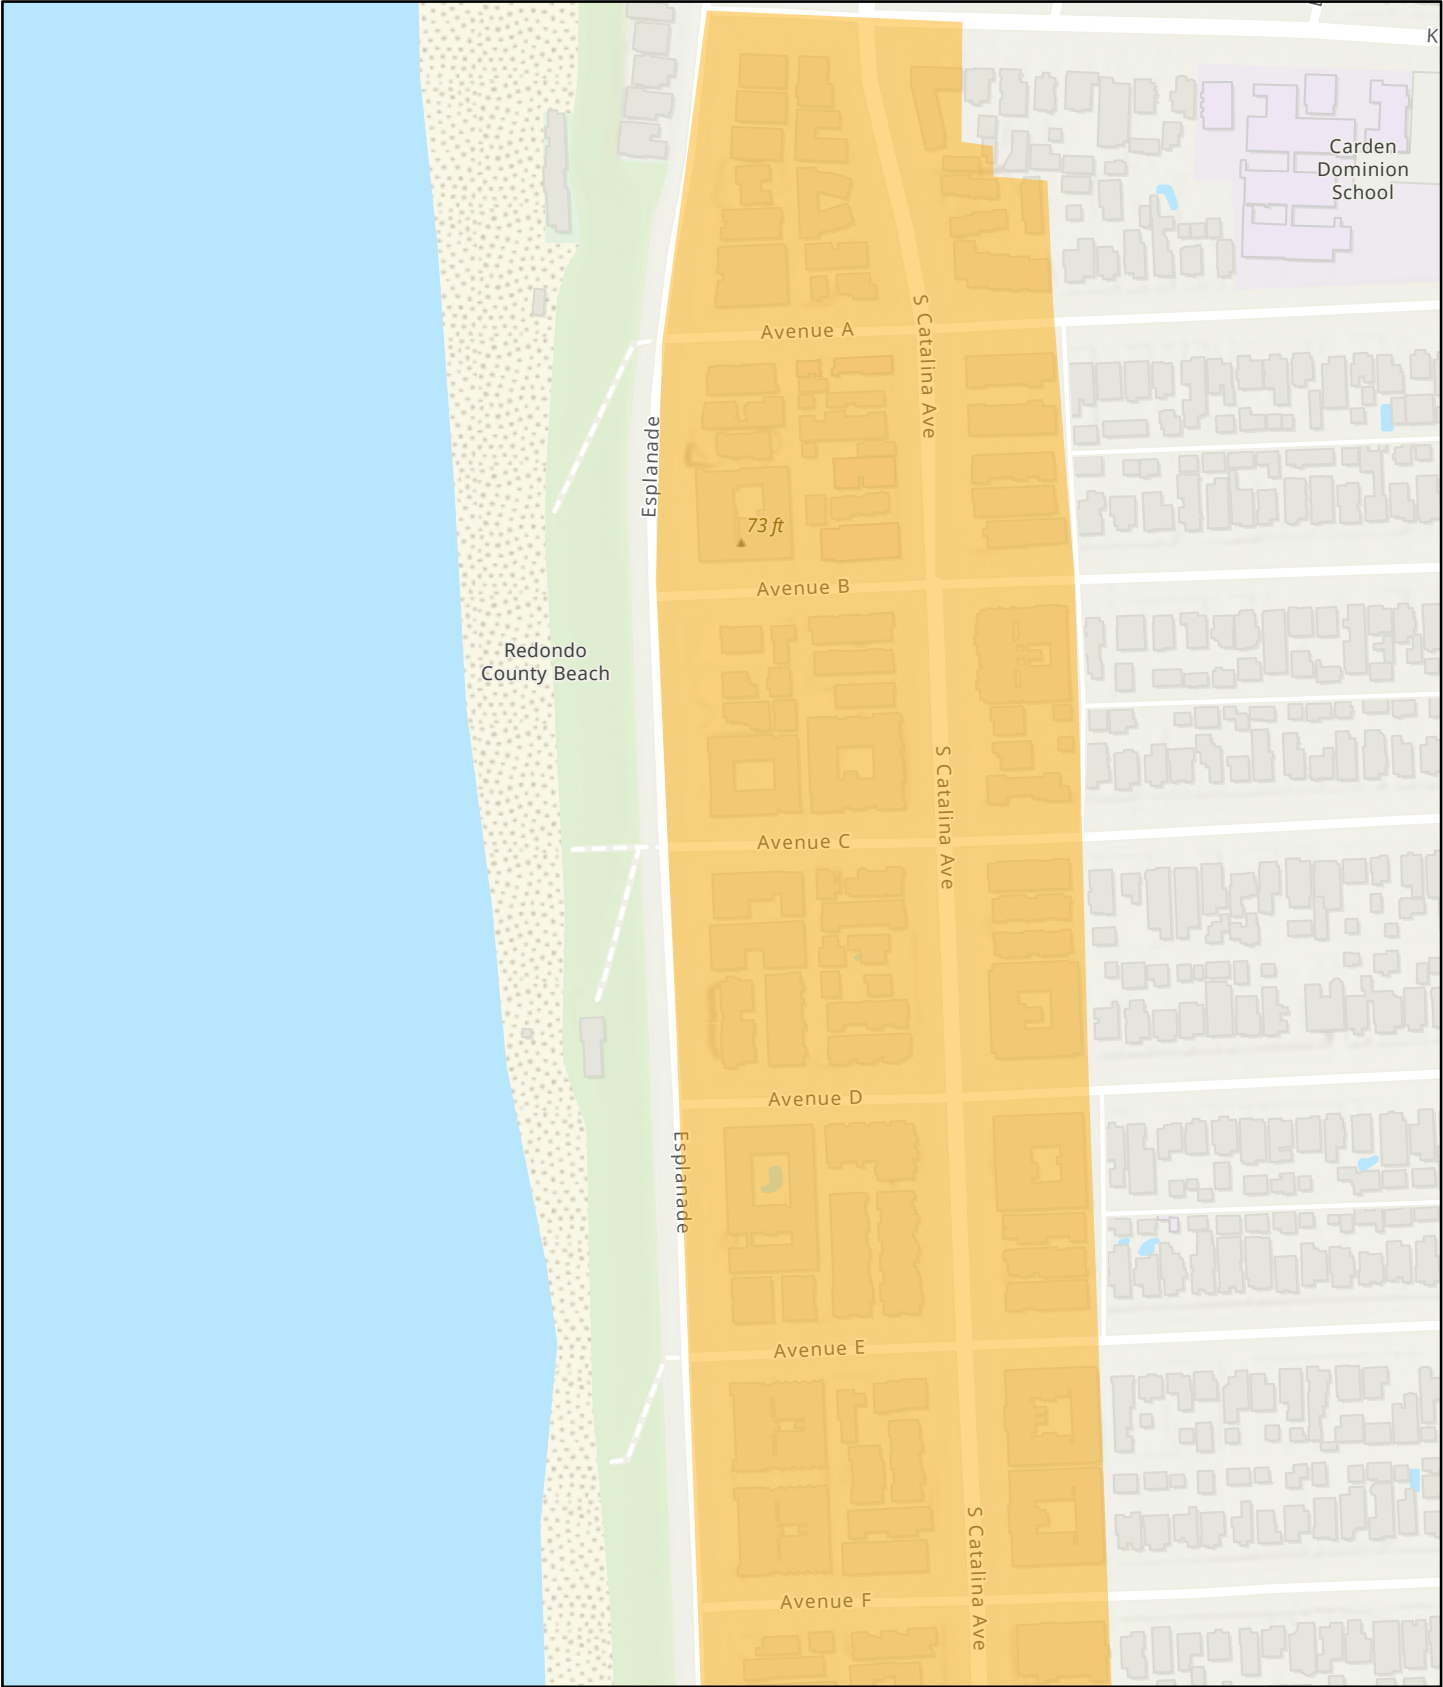 K
Carden
Dominion
School
Avenue A
S Catalina Ave
Esplanade
73 ft
Avenue B
Redondo
County Beach
S Catalina Ave
Avenue C
Avenue D
Esplanade
Avenue E
S Catalina Ave
Avenue F